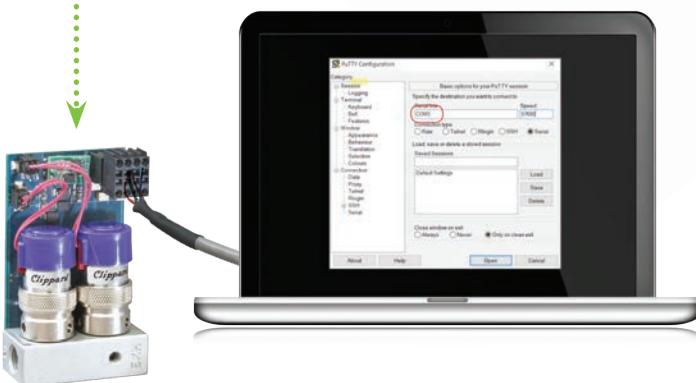 PuTTY Configuration
Category:
Session
Logging
Terminal
Keyboard
Bell
Features
Window
Appearance
Behaviour
Translation
Selection
Colours
Connection
Data
Proxy
Telnet
Rlogin
SSH
Serial
Basic options for your PuTTY session
Specify the destination you want to connect to
Serial line
Speed
Connection type:
Raw Telnet Rlogin SSH Serial
Load, save or delete a stored session
Saved Sessions
Default Settings
Load
Save
Delete
Close window on exit:
Always Never Only on clean exit
About
Help
Open
Cancel
Clippard
Clippard